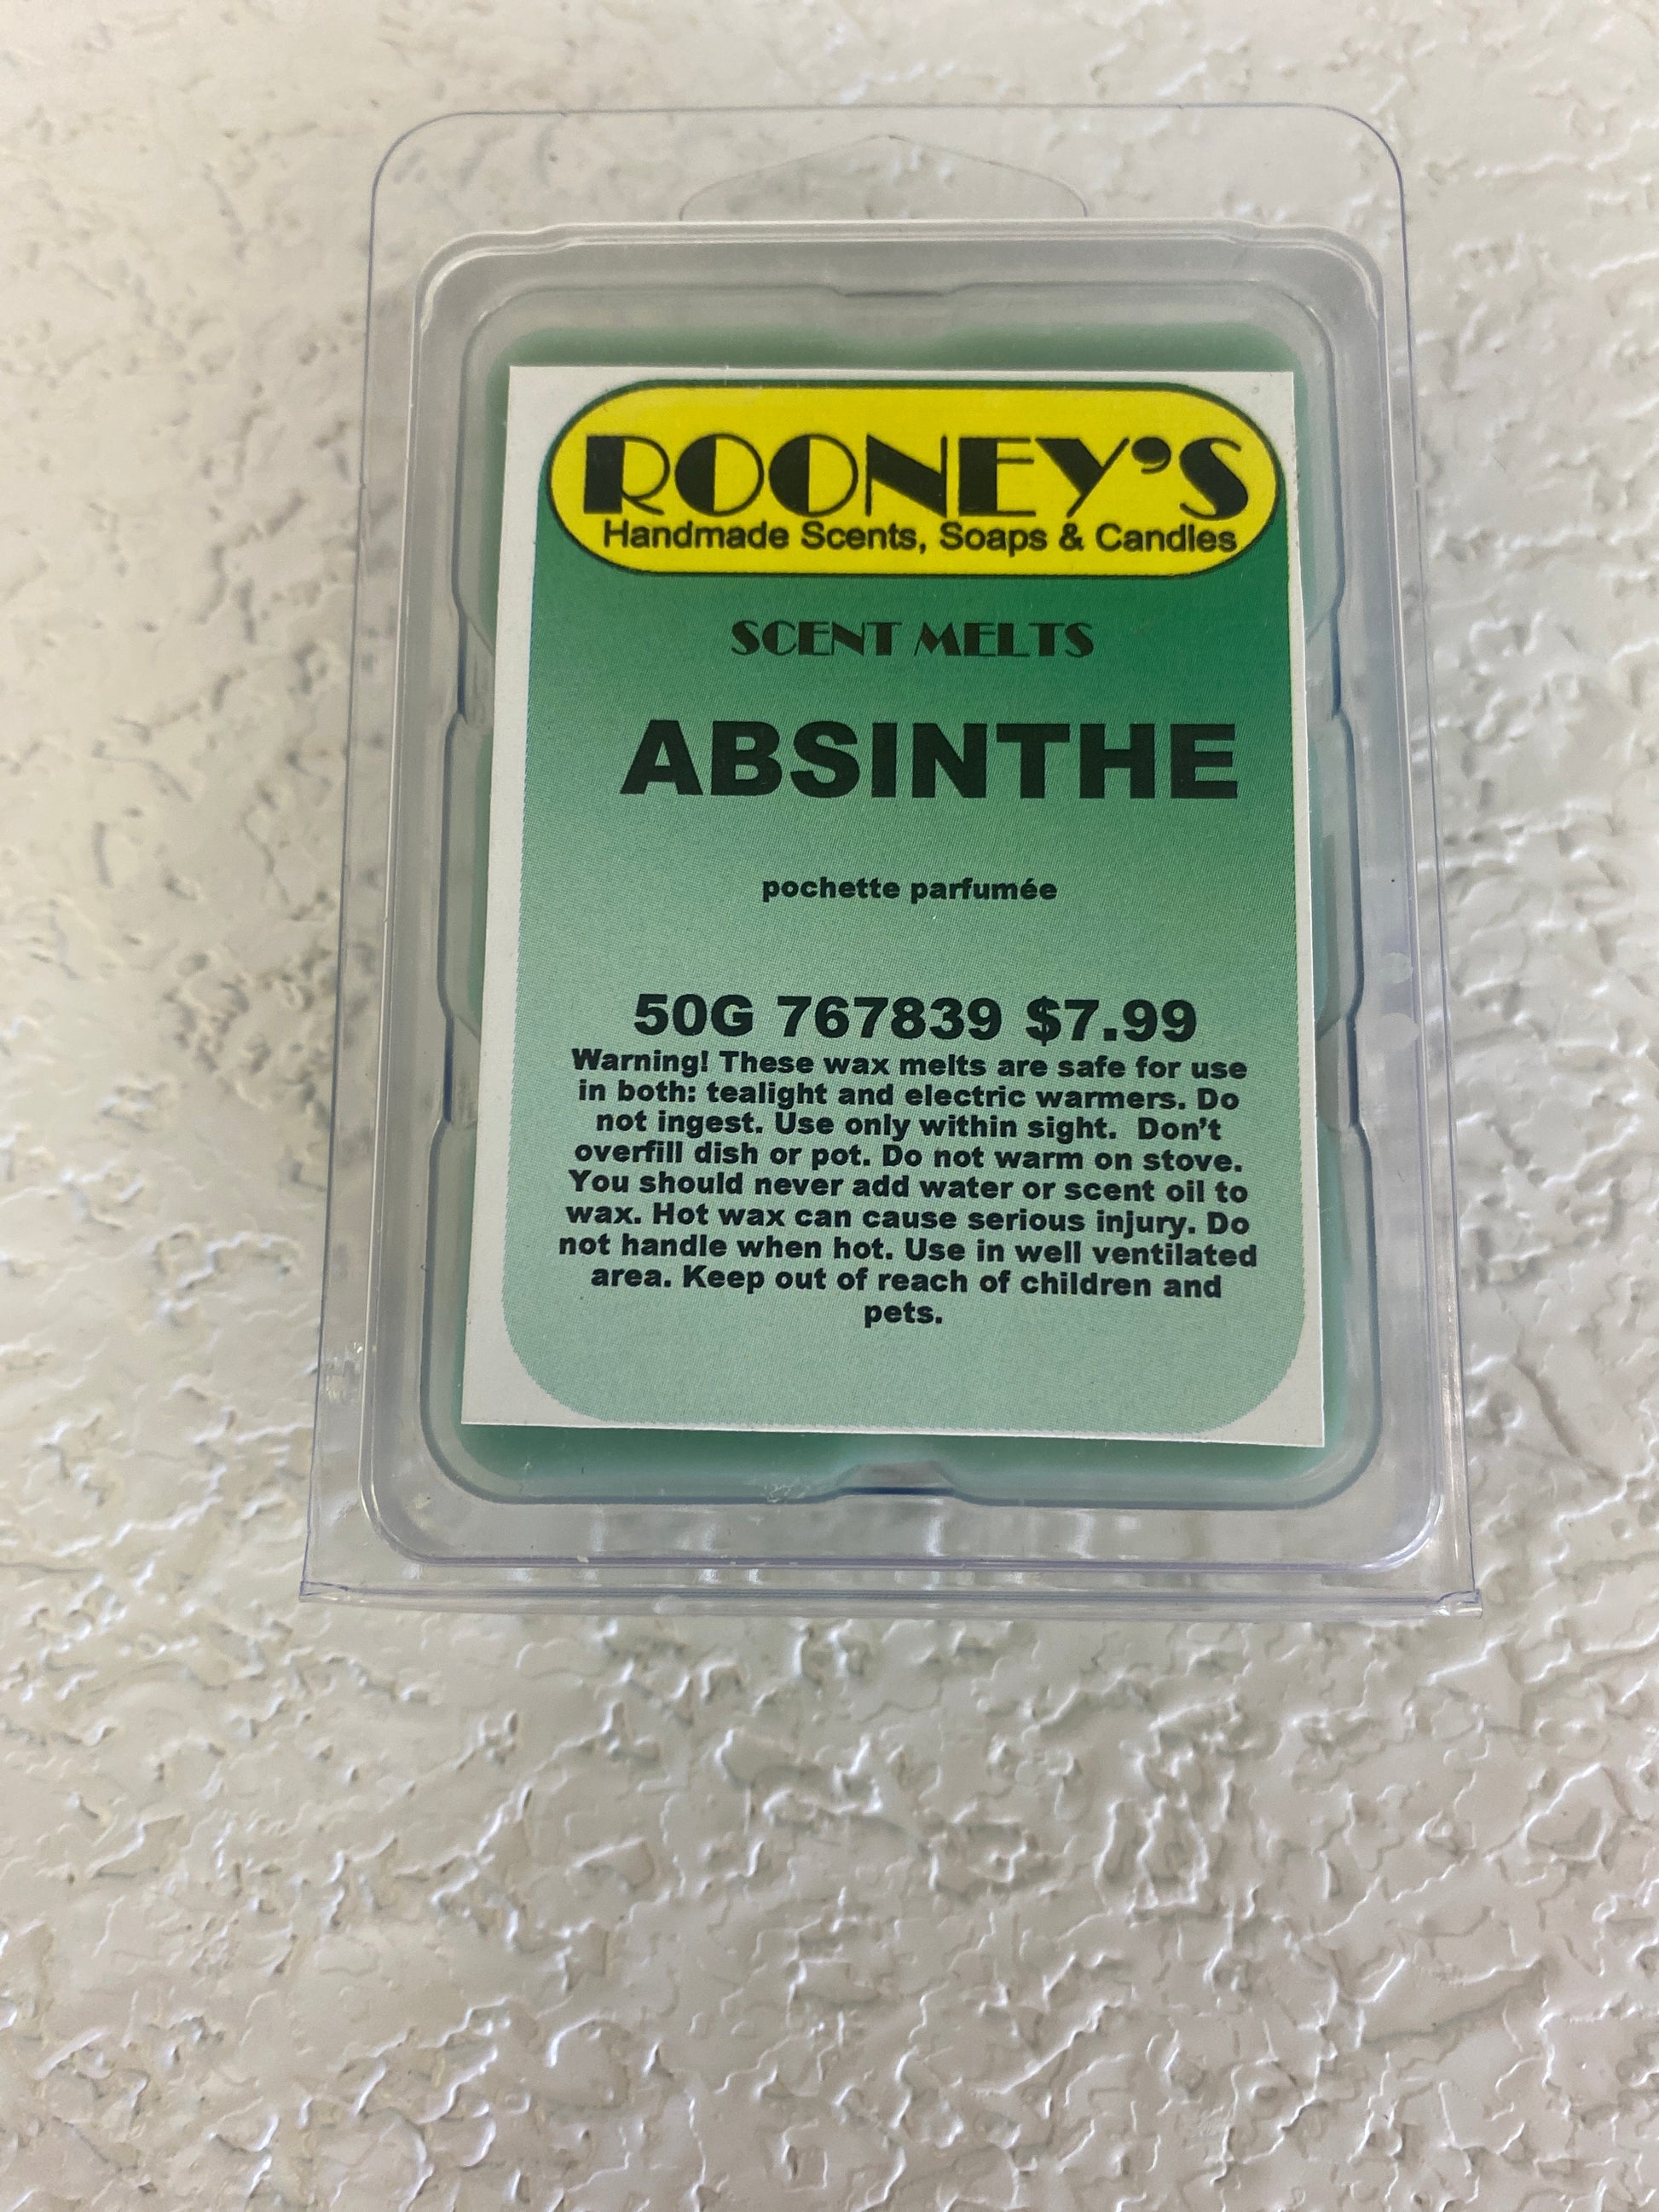 ROONEY'S
Handmade Scents, Soaps & Candles
SCENT MELTS
ABSINTHE
pochette parfumée
50G 767839 $7.99
Warning! These wax melts are safe for use
in both: tealight and electric warmers. Do
not ingest. Use only within sight. Don't
overfill dish or pot. Do not warm on stove.
You should never add water or scent oil to
wax. Hot wax can cause serious injury. Do
not handle when hot. Use in well ventilated
area. Keep out of reach of children and
pets.